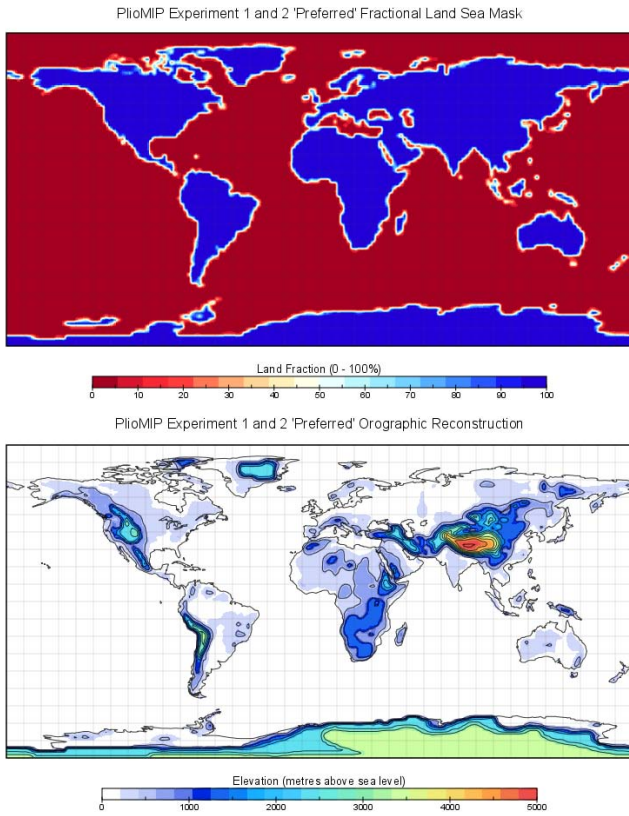 PlioMIP Experiment 1 and 2 'Preferred' Fractional Land Sea Mask
Land Fraction (0 - 100%)
0 10 20 30 40 50 60 70 80 90 100
PlioMIP Experiment 1 and 2 'Preferred' Orographic Reconstruction
Elevation (metres above sea level)
0 1000 2000 3000 4000 5000